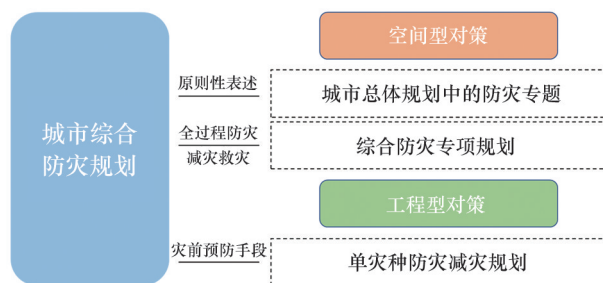 城市综合
防灾规划
空间型对策
原则性表述
城市总体规划中的防灾专题
全过程防灾
减灾救灾
综合防灾专项规划
工程型对策
灾前预防手段
单灾种防灾减灾规划